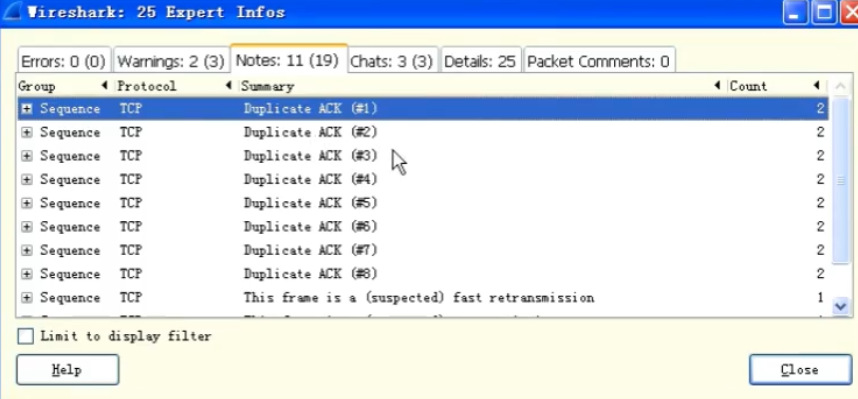 Wireshark: 25 Expert Infos
Errors: 0 (0) Warnings: 2 (3) Notes: 11 (19) Chats: 3 (3) Details: 25 Packet Comments: 0
Group Protocol Summary Count
Sequence TCP Duplicate ACK (#1) 2
Sequence TCP Duplicate ACK (#2) 2
Sequence TCP Duplicate ACK (#3) 2
Sequence TCP Duplicate ACK (#4) 2
Sequence TCP Duplicate ACK (#5) 2
Sequence TCP Duplicate ACK (#6) 2
Sequence TCP Duplicate ACK (#7) 2
Sequence TCP Duplicate ACK (#8) 2
Sequence TCP This frame is a (suspected) fast retransmission 1
Limit to display filter
Help Close